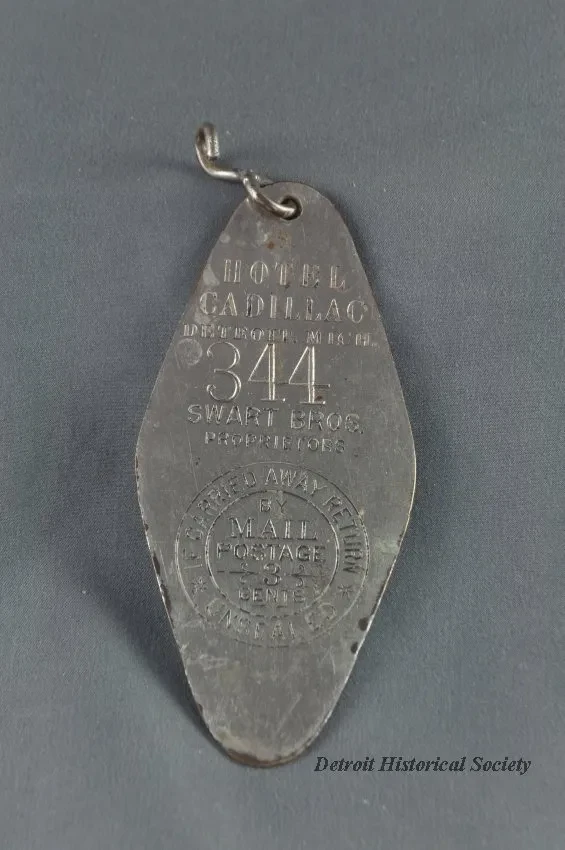 HOTEL
CADILLAC
DETROIT. MICH.
344
SWART BROS.
PROPRIETORS
IF CARRIED AWAY RETURN
BY
MAIL
POSTAGE
3
CENTS
* UNSEALED *
Detroit Historical Society